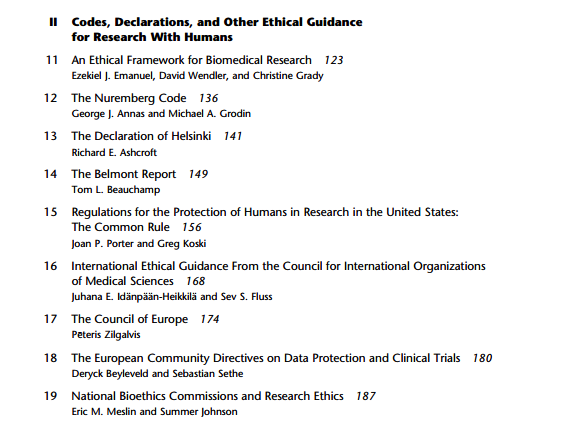 II Codes, Declarations, and Other Ethical Guidance
for Research With Humans
11 An Ethical Framework for Biomedical Research 123
Ezekiel J. Emanuel, David Wendler, and Christine Grady
12 The Nuremberg Code 136
George J. Annas and Michael A. Grodin
13 The Declaration of Helsinki 141
Richard E. Ashcroft
14 The Belmont Report 149
Tom L. Beauchamp
15 Regulations for the Protection of Humans in Research in the United States:
The Common Rule 156
Joan P. Porter and Greg Koski
16 International Ethical Guidance From the Council for International Organizations
of Medical Sciences 168
Juhana E. Idänpään-Heikkilä and Sev S. Fluss
17 The Council of Europe 174
Pēteris Zilgalvis
18 The European Community Directives on Data Protection and Clinical Trials 180
Deryck Beyleveld and Sebastian Sethe
19 National Bioethics Commissions and Research Ethics 187
Eric M. Meslin and Summer Johnson